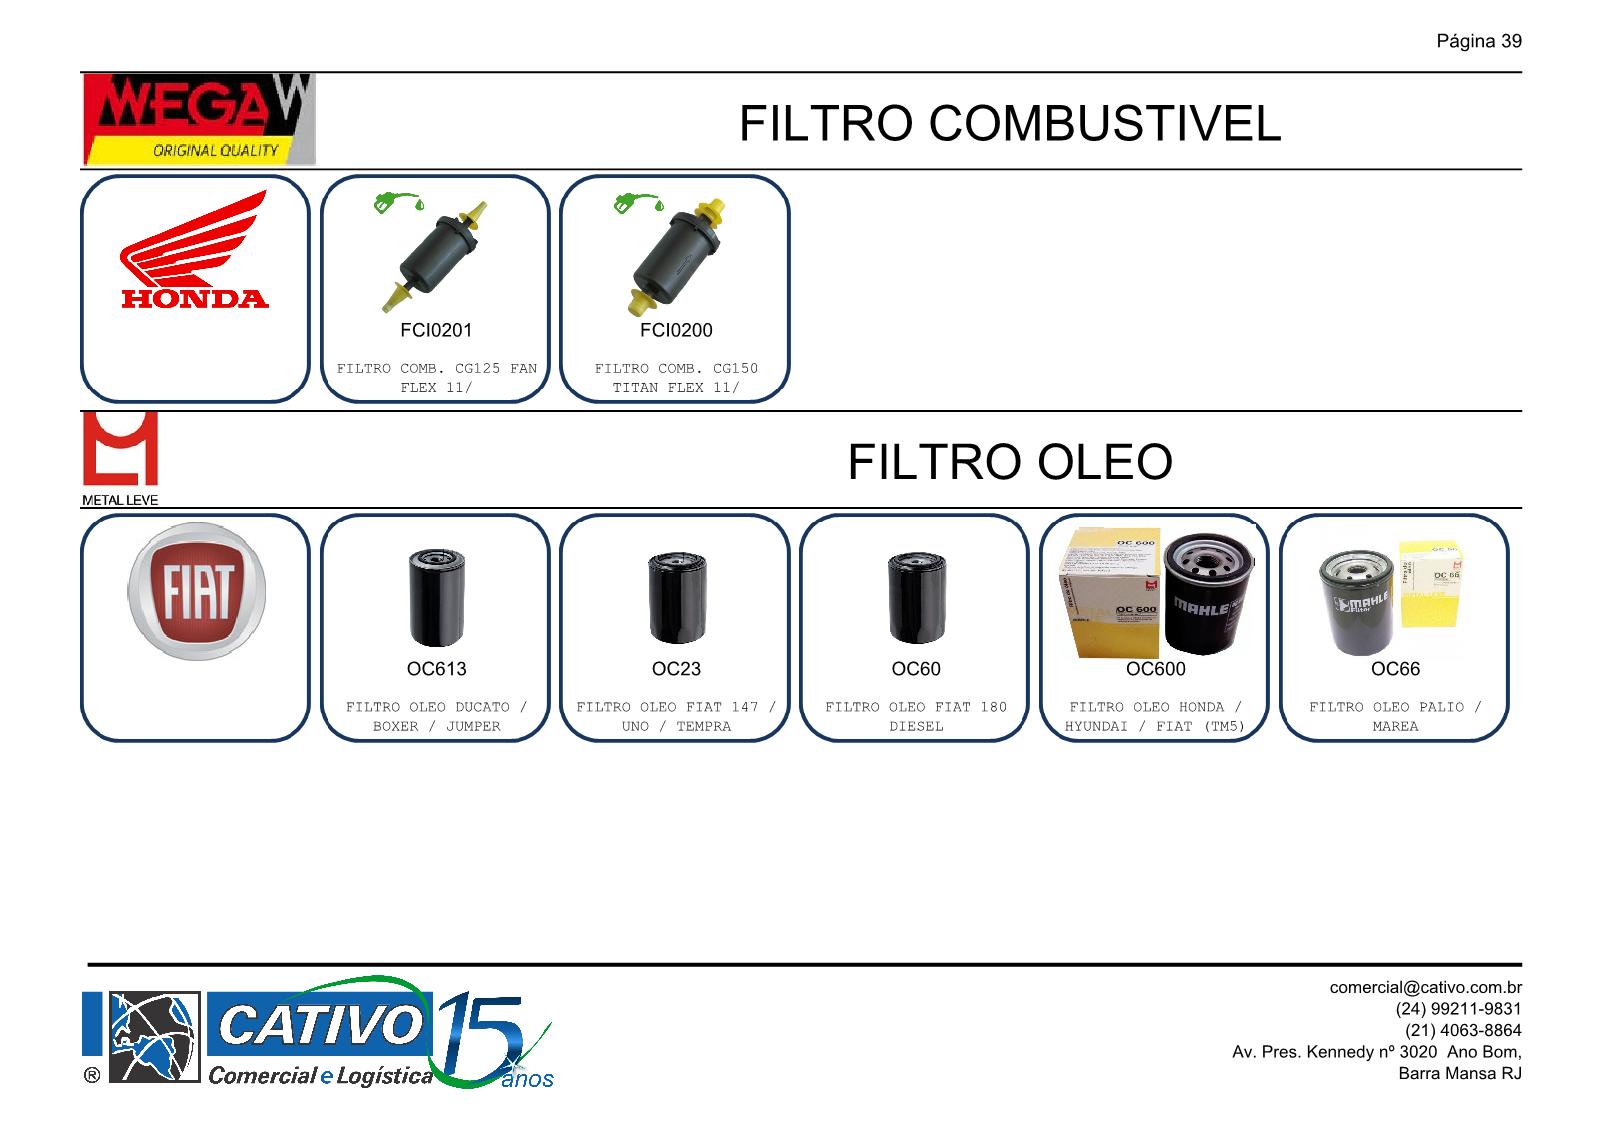 Página 39
WEGA W
ORIGINAL QUALITY
FILTRO COMBUSTIVEL
HONDA
FCI0201
FILTRO COMB. CG125 FAN
FLEX 11/
FCI0200
FILTRO COMB. CG150
TITAN FLEX 11/
METAL LEVE
FILTRO OLEO
FIAT
OC613
FILTRO OLEO DUCATO /
BOXER / JUMPER
OC23
FILTRO OLEO FIAT 147 /
UNO / TEMPRA
OC60
FILTRO OLEO FIAT 180
DIESEL
OC 600
OC 600
MAHLE
OC600
FILTRO OLEO HONDA /
HYUNDAI / FIAT (TM5)
OC 66
MAHLE
Filter
OC66
FILTRO OLEO PALIO /
MAREA
CATIVO
Comercial e Logística
®
15
anos
comercial@cativo.com.br
(24) 99211-9831
(21) 4063-8864
Av. Pres. Kennedy nº 3020 Ano Bom,
Barra Mansa RJ